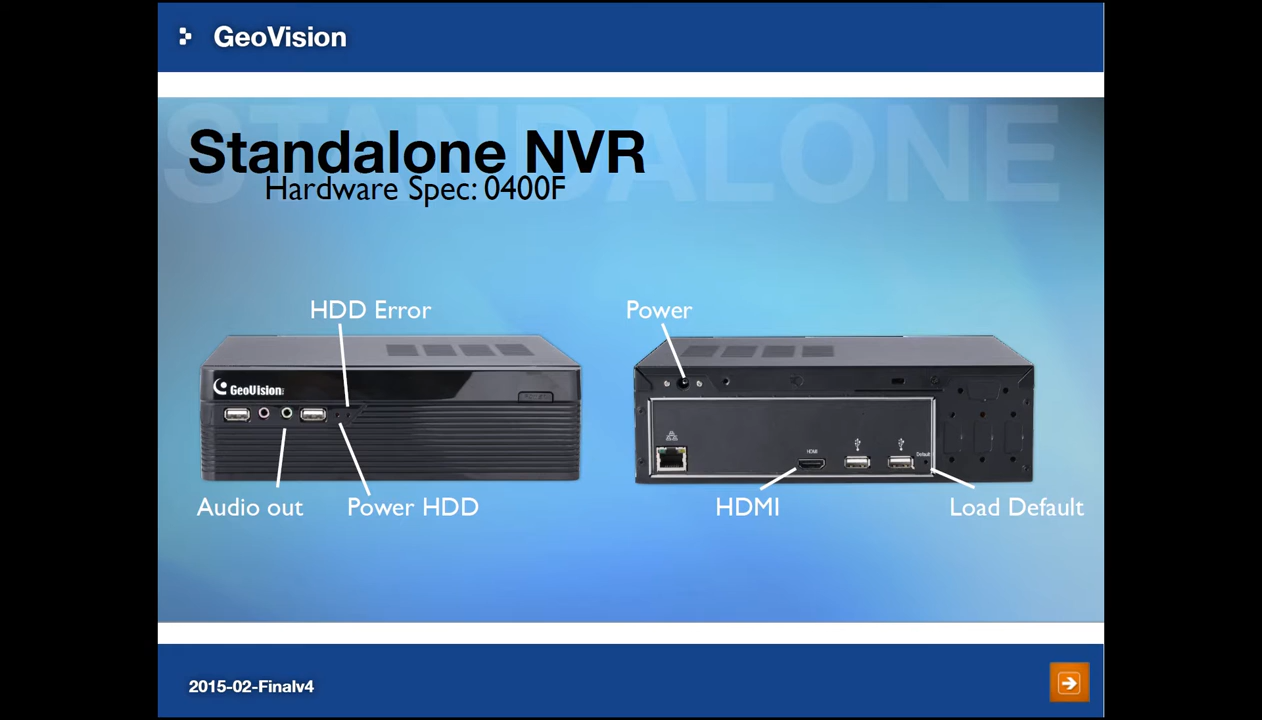 GeoVision
STANDALONE
Standalone NVR
Hardware Spec: 0400F
HDD Error
Power
GeoVision
HDMI
Default
Audio out
Power HDD
HDMI
Load Default
2015-02-Finalv4